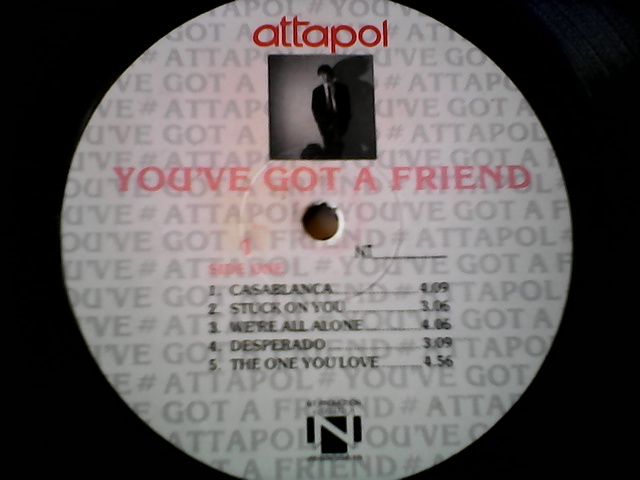 attapol
YOU'VE GOT A FRIEND
1
SIDE ONE
1. CASABLANCA 4.09
2. STUCK ON YOU 3.06
3. WE'RE ALL ALONE 4.06
4. DESPERADO 3.09
5. THE ONE YOU LOVE 4.56
N